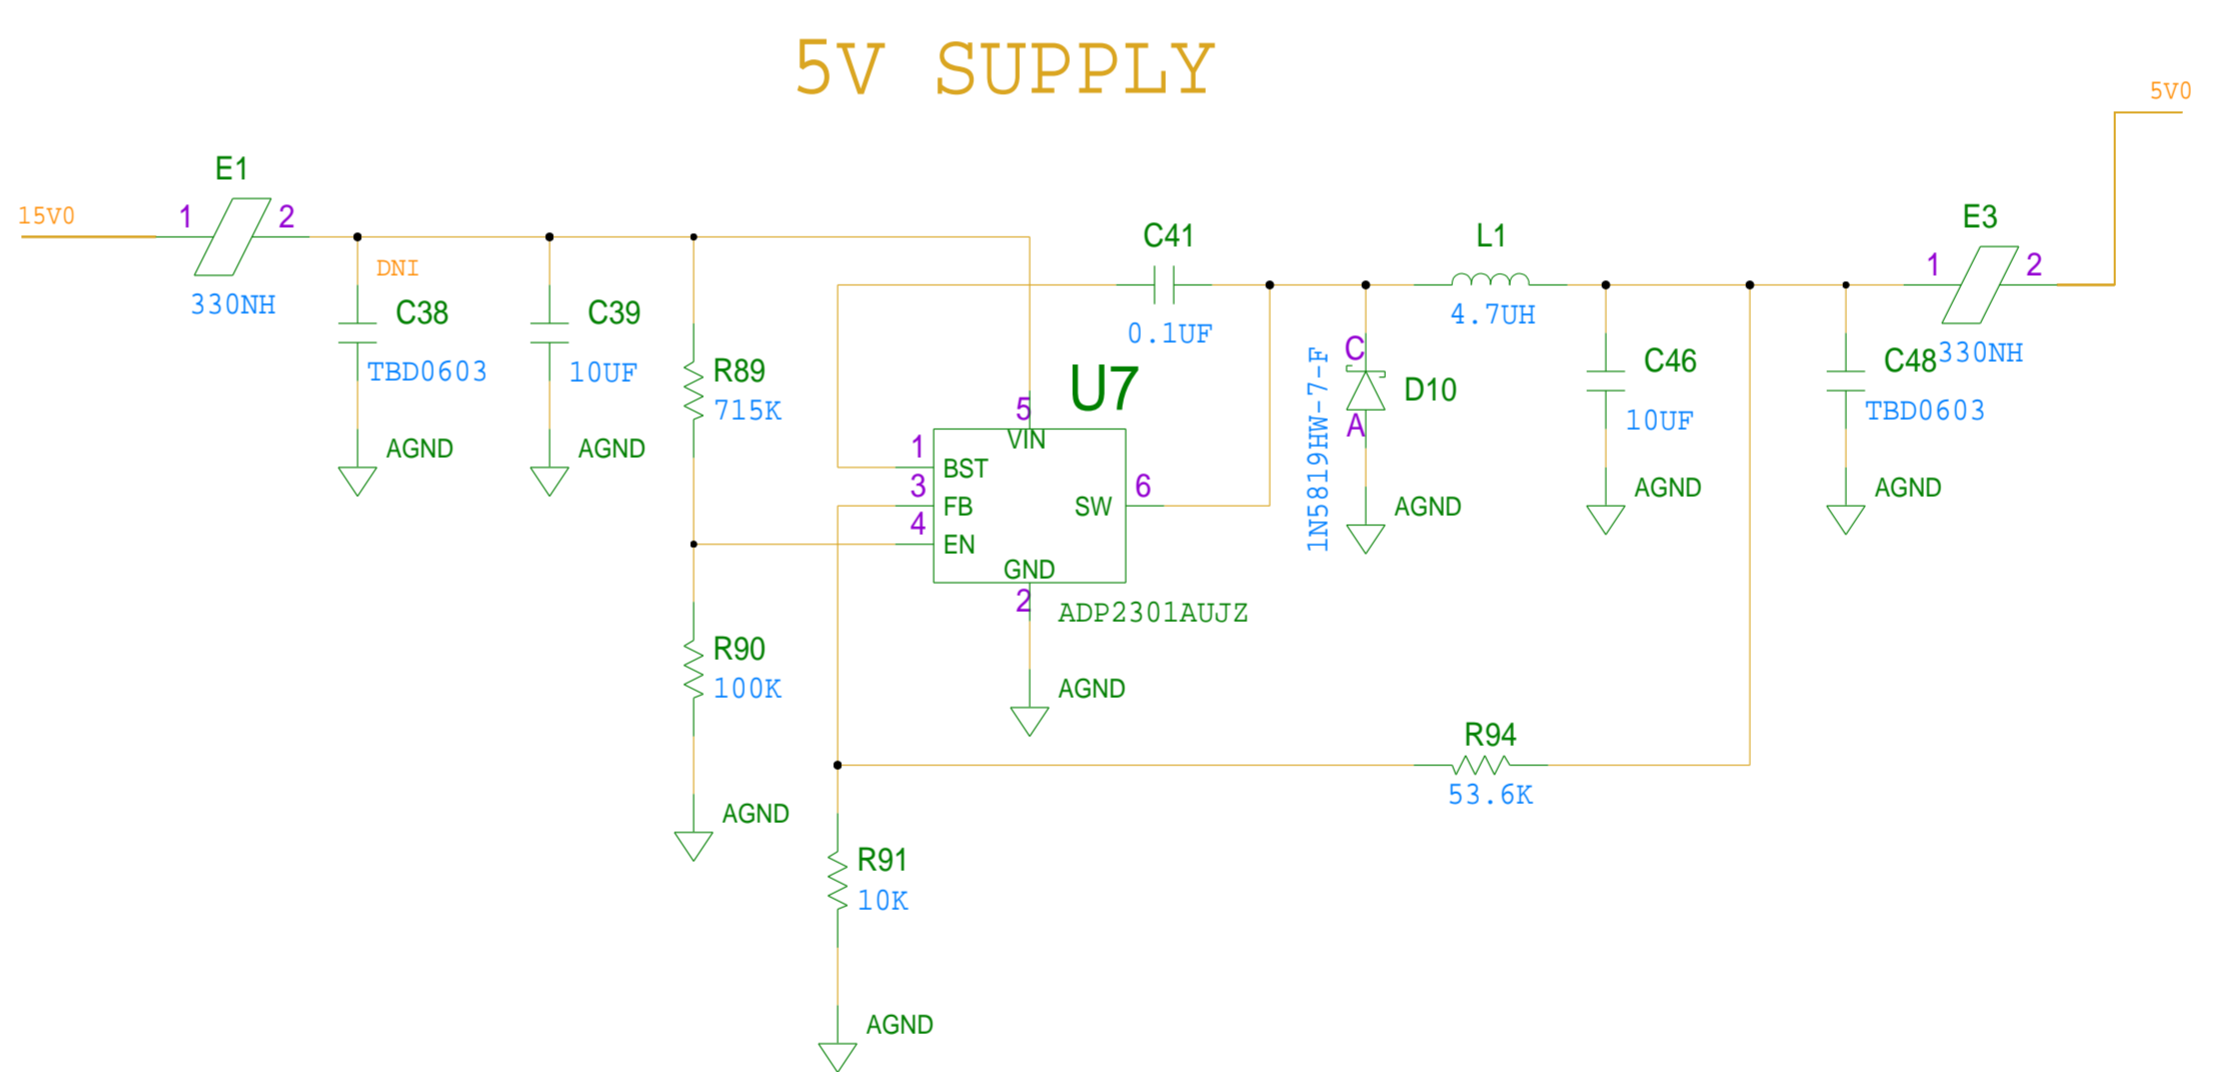 5V SUPPLY
5V0
E1
15V0
1
2
330NH
DNI
C38
TBD0603
AGND
C39
10UF
AGND
R89
715K
C41
0.1UF
L1
4.7UH
E3
1
2
330NH
U7
5
VIN
1
BST
3
FB
4
EN
SW
6
GND
2
ADP2301AUJZ
AGND
C
A
D10
1N5819HW-7-F
AGND
C46
10UF
AGND
C48
TBD0603
AGND
R90
100K
AGND
R94
53.6K
R91
10K
AGND